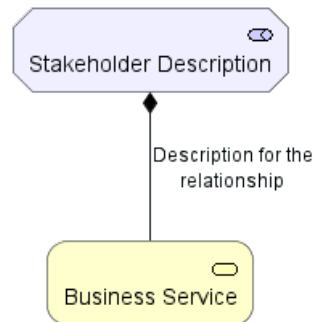 Stakeholder Description
Description for the
relationship
Business Service